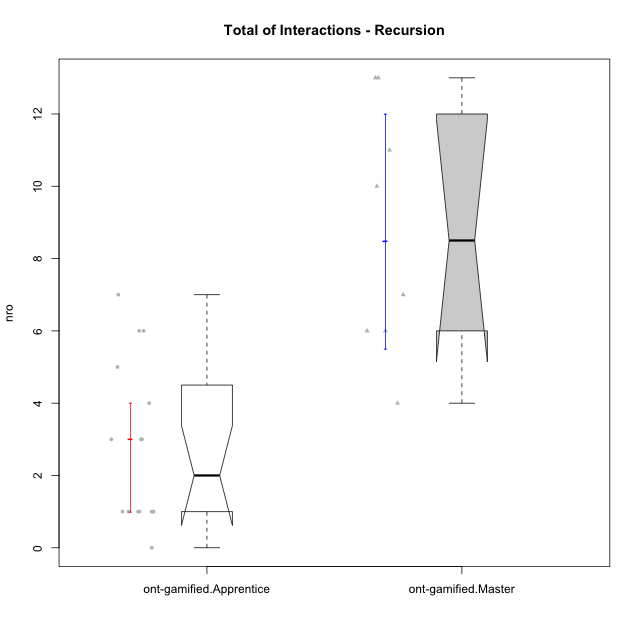 Total of Interactions - Recursion
12
10
8
6
4
2
0
nro
ont-gamified.Apprentice
ont-gamified.Master